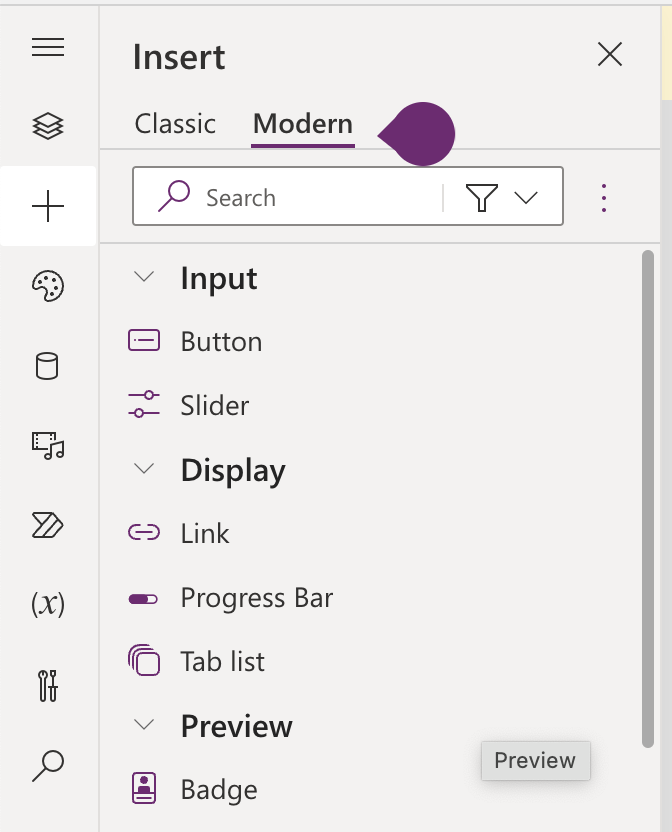 Insert
Classic Modern
Search
Input
Button
Slider
Display
Link
(x)
Progress Bar
Tab list
Preview
Preview
Badge